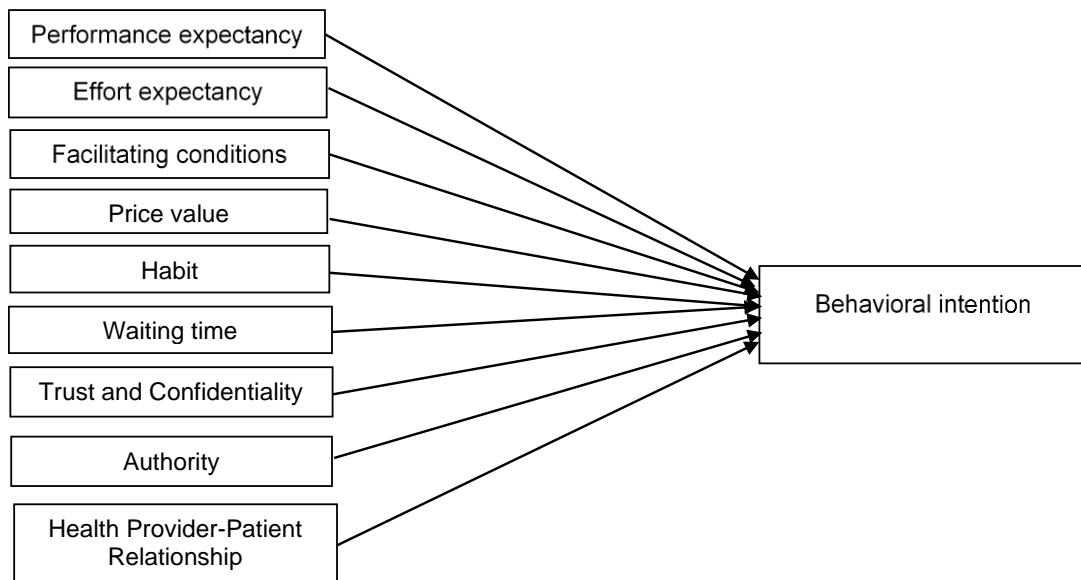 Performance expectancy
Effort expectancy
Facilitating conditions
Price value
Habit
Waiting time
Trust and Confidentiality
Authority
Health Provider-Patient
Relationship
Behavioral intention